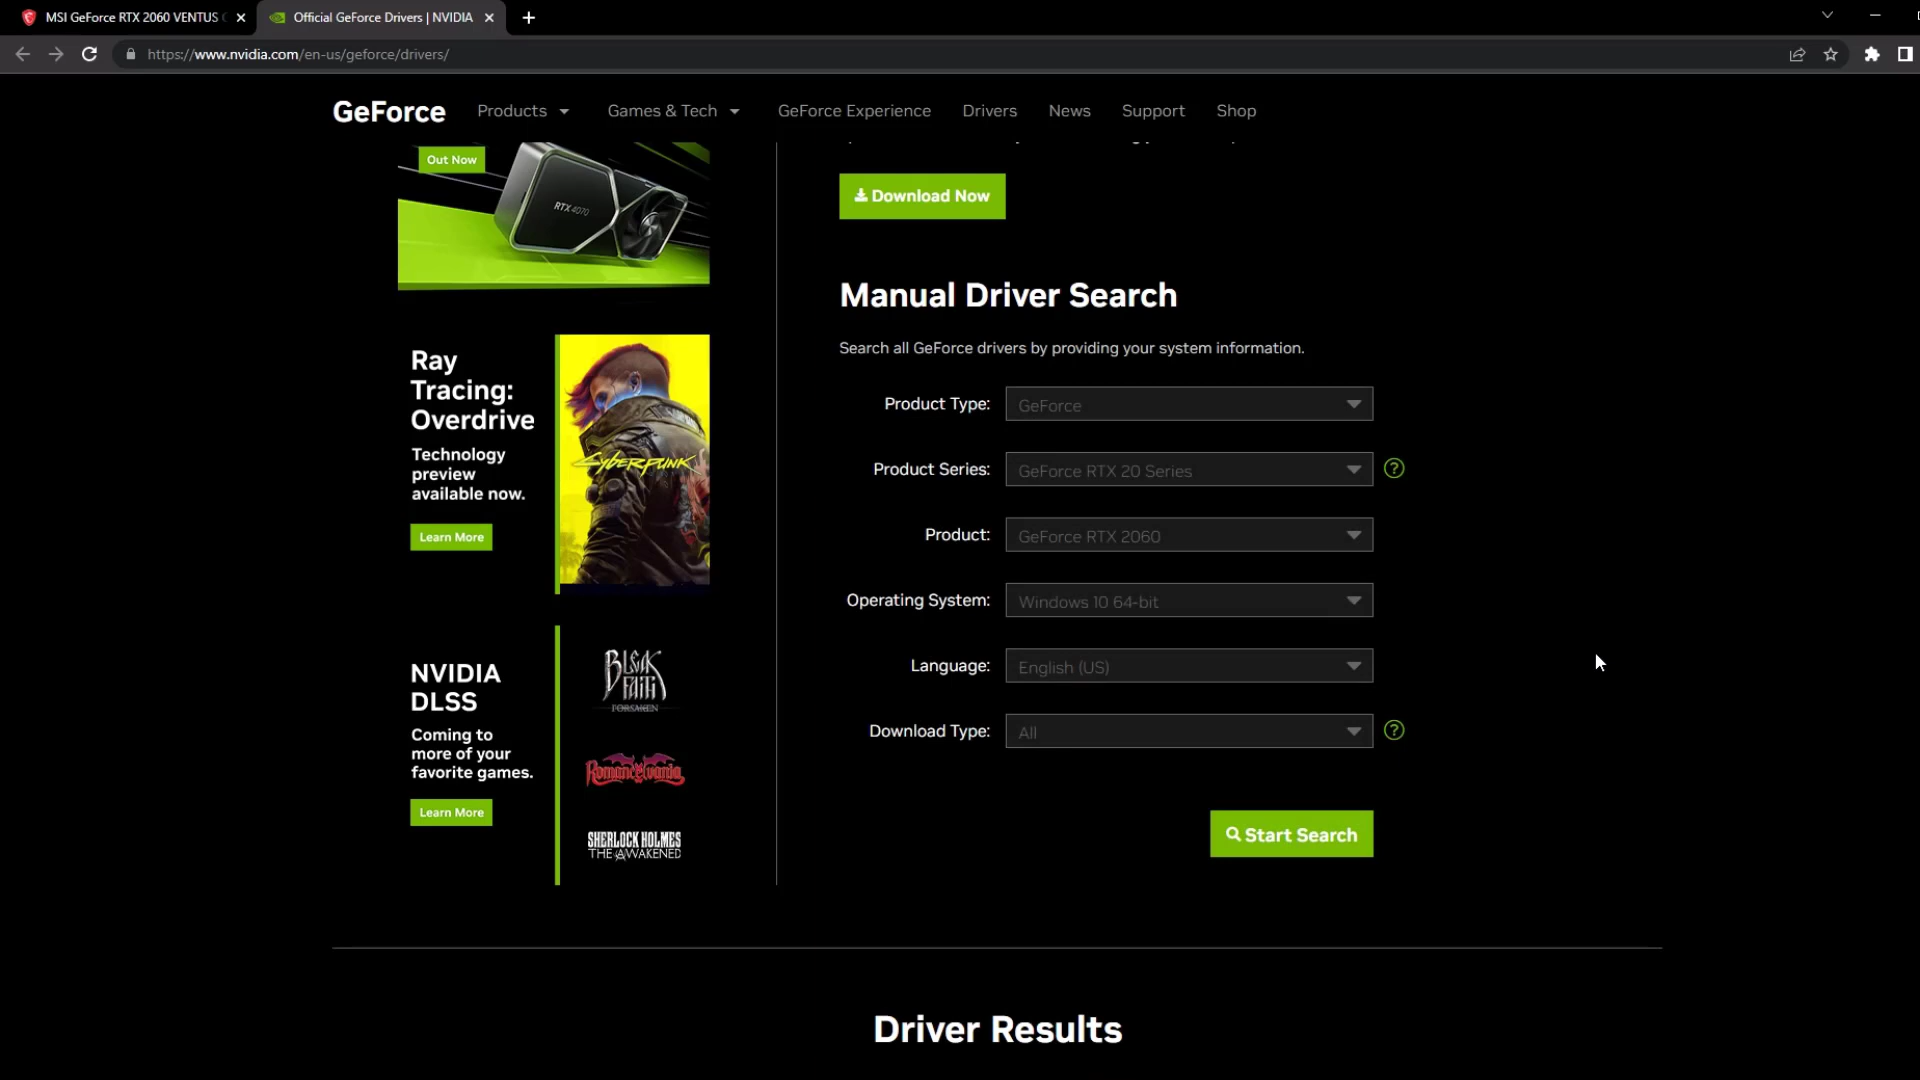 MSI GeForce RTX 2060 VENTUS
Official GeForce Drivers | NVIDIA
https://www.nvidia.com/en-us/geforce/drivers/
GeForce
Products
Games & Tech
GeForce Experience
Drivers
News
Support
Shop
Out Now
RTX 4070
Download Now
Manual Driver Search
Search all GeForce drivers by providing your system information.
Ray
Tracing:
Overdrive
Technology
preview
available now.
Learn More
Cyberpunk
Product Type: GeForce
Product Series: GeForce RTX 20 Series ?
Product: GeForce RTX 2060
Operating System: Windows 10 64-bit
Language: English (US)
Download Type: All ?
NVIDIA
DLSS
Coming to
more of your
favorite games.
Learn More
BLEAK
FAITH
FORSAKEN
Romancelvania
SHERLOCK HOLMES
THE AWAKENED
Start Search
Driver Results